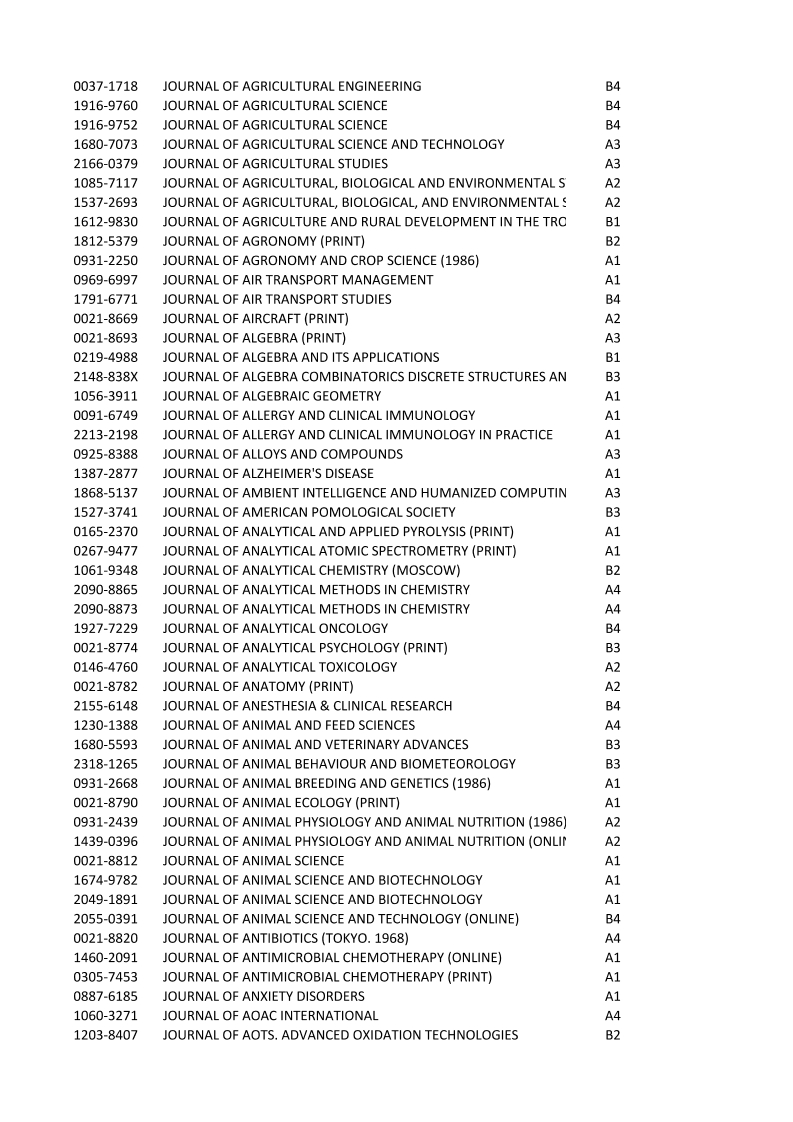 0037-1718 JOURNAL OF AGRICULTURAL ENGINEERING B4
1916-9760 JOURNAL OF AGRICULTURAL SCIENCE B4
1916-9752 JOURNAL OF AGRICULTURAL SCIENCE B4
1680-7073 JOURNAL OF AGRICULTURAL SCIENCE AND TECHNOLOGY A3
2166-0379 JOURNAL OF AGRICULTURAL STUDIES A3
1085-7117 JOURNAL OF AGRICULTURAL, BIOLOGICAL AND ENVIRONMENTAL A2
1537-2693 JOURNAL OF AGRICULTURAL, BIOLOGICAL, AND ENVIRONMENTAL A2
1612-9830 JOURNAL OF AGRICULTURE AND RURAL DEVELOPMENT IN THE TRO B1
1812-5379 JOURNAL OF AGRONOMY (PRINT) B2
0931-2250 JOURNAL OF AGRONOMY AND CROP SCIENCE (1986) A1
0969-6997 JOURNAL OF AIR TRANSPORT MANAGEMENT A1
1791-6771 JOURNAL OF AIR TRANSPORT STUDIES B4
0021-8669 JOURNAL OF AIRCRAFT (PRINT) A2
0021-8693 JOURNAL OF ALGEBRA (PRINT) A3
0219-4988 JOURNAL OF ALGEBRA AND ITS APPLICATIONS B1
2148-838X JOURNAL OF ALGEBRA COMBINATORICS DISCRETE STRUCTURES AN B3
1056-3911 JOURNAL OF ALGEBRAIC GEOMETRY A1
0091-6749 JOURNAL OF ALLERGY AND CLINICAL IMMUNOLOGY A1
2213-2198 JOURNAL OF ALLERGY AND CLINICAL IMMUNOLOGY IN PRACTICE A1
0925-8388 JOURNAL OF ALLOYS AND COMPOUNDS A3
1387-2877 JOURNAL OF ALZHEIMER'S DISEASE A1
1868-5137 JOURNAL OF AMBIENT INTELLIGENCE AND HUMANIZED COMPUTIN A3
1527-3741 JOURNAL OF AMERICAN POMOLOGICAL SOCIETY B3
0165-2370 JOURNAL OF ANALYTICAL AND APPLIED PYROLYSIS (PRINT) A1
0267-9477 JOURNAL OF ANALYTICAL ATOMIC SPECTROMETRY (PRINT) A1
1061-9348 JOURNAL OF ANALYTICAL CHEMISTRY (MOSCOW) B2
2090-8865 JOURNAL OF ANALYTICAL METHODS IN CHEMISTRY A4
2090-8873 JOURNAL OF ANALYTICAL METHODS IN CHEMISTRY A4
1927-7229 JOURNAL OF ANALYTICAL ONCOLOGY B4
0021-8774 JOURNAL OF ANALYTICAL PSYCHOLOGY (PRINT) B3
0146-4760 JOURNAL OF ANALYTICAL TOXICOLOGY A2
0021-8782 JOURNAL OF ANATOMY (PRINT) A2
2155-6148 JOURNAL OF ANESTHESIA & CLINICAL RESEARCH B4
1230-1388 JOURNAL OF ANIMAL AND FEED SCIENCES A4
1680-5593 JOURNAL OF ANIMAL AND VETERINARY ADVANCES B3
2318-1265 JOURNAL OF ANIMAL BEHAVIOUR AND BIOMETEOROLOGY B3
0931-2668 JOURNAL OF ANIMAL BREEDING AND GENETICS (1986) A1
0021-8790 JOURNAL OF ANIMAL ECOLOGY (PRINT) A1
0931-2439 JOURNAL OF ANIMAL PHYSIOLOGY AND ANIMAL NUTRITION (1986) A2
1439-0396 JOURNAL OF ANIMAL PHYSIOLOGY AND ANIMAL NUTRITION (ONLIN A2
0021-8812 JOURNAL OF ANIMAL SCIENCE A1
1674-9782 JOURNAL OF ANIMAL SCIENCE AND BIOTECHNOLOGY A1
2049-1891 JOURNAL OF ANIMAL SCIENCE AND BIOTECHNOLOGY A1
2055-0391 JOURNAL OF ANIMAL SCIENCE AND TECHNOLOGY (ONLINE) B4
0021-8820 JOURNAL OF ANTIBIOTICS (TOKYO. 1968) A4
1460-2091 JOURNAL OF ANTIMICROBIAL CHEMOTHERAPY (ONLINE) A1
0305-7453 JOURNAL OF ANTIMICROBIAL CHEMOTHERAPY (PRINT) A1
0887-6185 JOURNAL OF ANXIETY DISORDERS A1
1060-3271 JOURNAL OF AOAC INTERNATIONAL A4
1203-8407 JOURNAL OF AOTS. ADVANCED OXIDATION TECHNOLOGIES B2